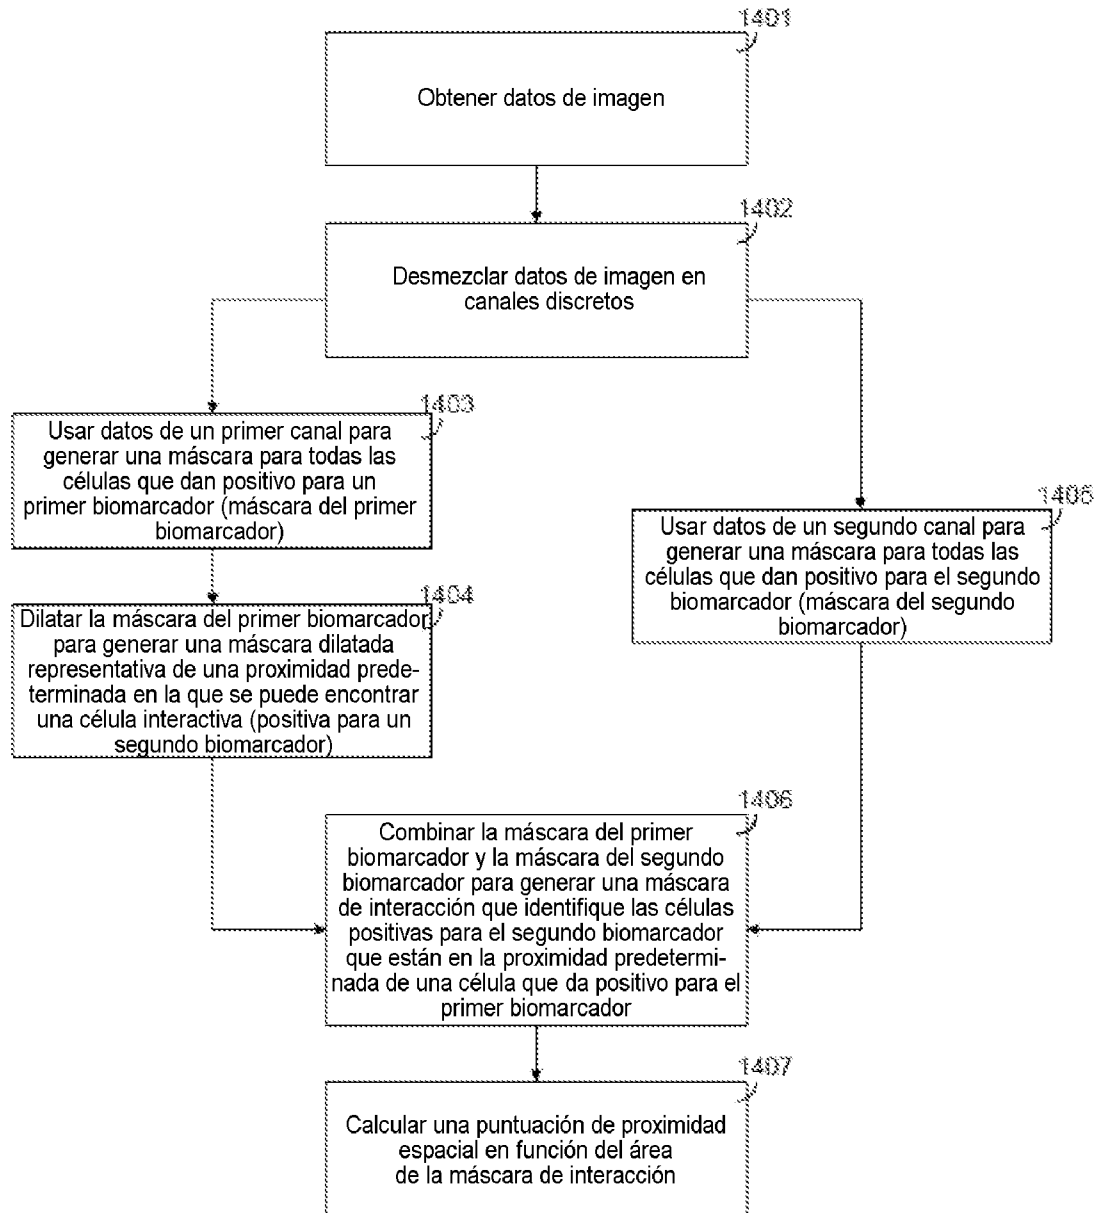 1401
Obtener datos de imagen
1402
Desmezclar datos de imagen en
canales discretos
1403
Usar datos de un primer canal para
generar una máscara para todas las
células que dan positivo para un
primer biomarcador (máscara del primer
biomarcador)
1404
Dilatar la máscara del primer biomarcador
para generar una máscara dilatada
representativa de una proximidad prede-
terminada en la que se puede encontrar
una célula interactiva (positiva para un
segundo biomarcador)
1405
Usar datos de un segundo canal para
generar una máscara para todas las
células que dan positivo para el segundo
biomarcador (máscara del segundo
biomarcador)
1406
Combinar la máscara del primer
biomarcador y la máscara del segundo
biomarcador para generar una máscara
de interacción que identifique las células
positivas para el segundo biomarcador
que están en la proximidad predetermi-
nada de una célula que da positivo para el
primer biomarcador
1407
Calcular una puntuación de proximidad
espacial en función del área
de la máscara de interacción